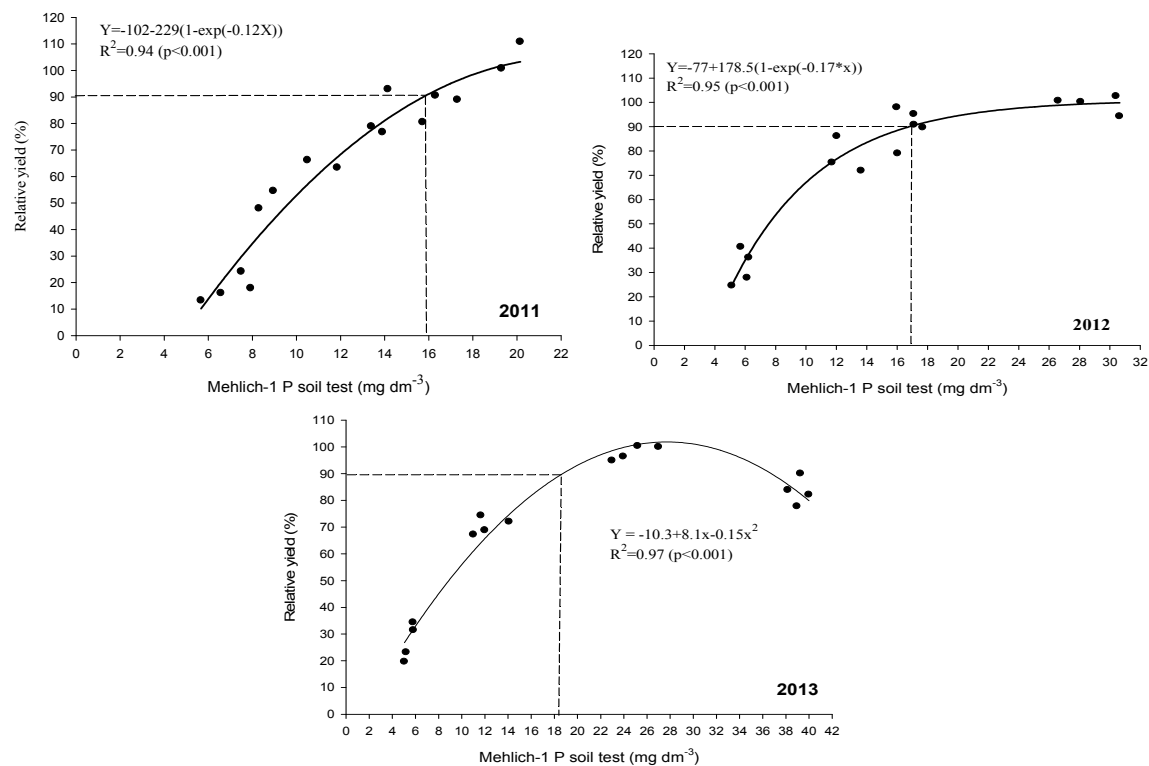 Y=-102-229(1-exp(-0.12X))
R²=0.94 (p<0.001)
120
110
100
90
80
70
60
50
40
30
20
10
0
Relative yield (%)
2011
0 2 4 6 8 10 12 14 16 18 20 22
Mehlich-1 P soil test (mg dm⁻³)
Y=-77+178.5(1-exp(-0.17*x))
R²=0.95 (p<0.001)
120
110
100
90
80
70
60
50
40
30
20
10
0
Relative yield (%)
2012
0 2 4 6 8 10 12 14 16 18 20 22 24 26 28 30 32
Mehlich-1 P soil test (mg dm⁻³)
110
100
90
80
70
60
50
40
30
20
10
0
Relative yield (%)
Y = -10.3+8.1x-0.15x²
R²=0.97 (p<0.001)
2013
0 2 4 6 8 10 12 14 16 18 20 22 24 26 28 30 32 34 36 38 40 42
Mehlich-1 P soil test (mg dm⁻³)